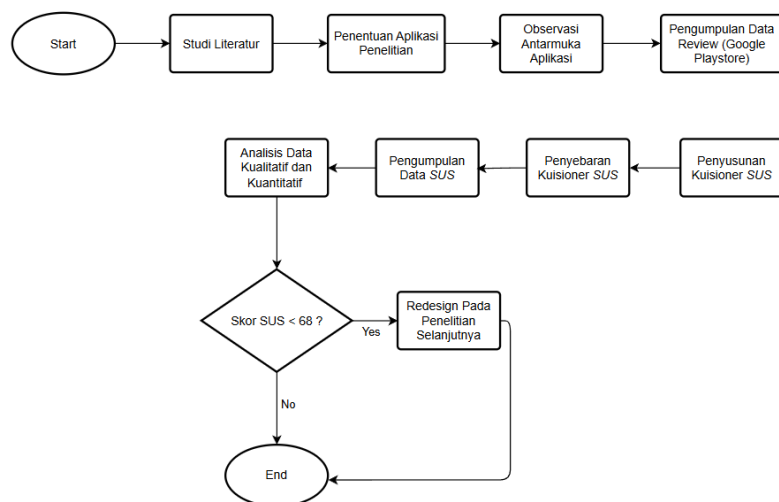 Start
Studi Literatur
Penentuan Aplikasi
Penelitian
Observasi
Antarmuka
Aplikasi
Pengumpulan Data
Review (Google
Playstore)
Penyusunan
Kuisioner SUS
Penyebaran
Kuisioner SUS
Pengumpulan
Data SUS
Analisis Data
Kualitatif dan
Kuantitatif
Skor SUS < 68 ?
Yes
Redesign Pada
Penelitian
Selanjutnya
No
End